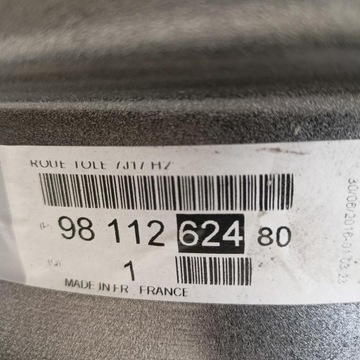 ROUE TOLE 7J17 H2
(P) 98 112 624 80
1
MADE IN FR FRANCE